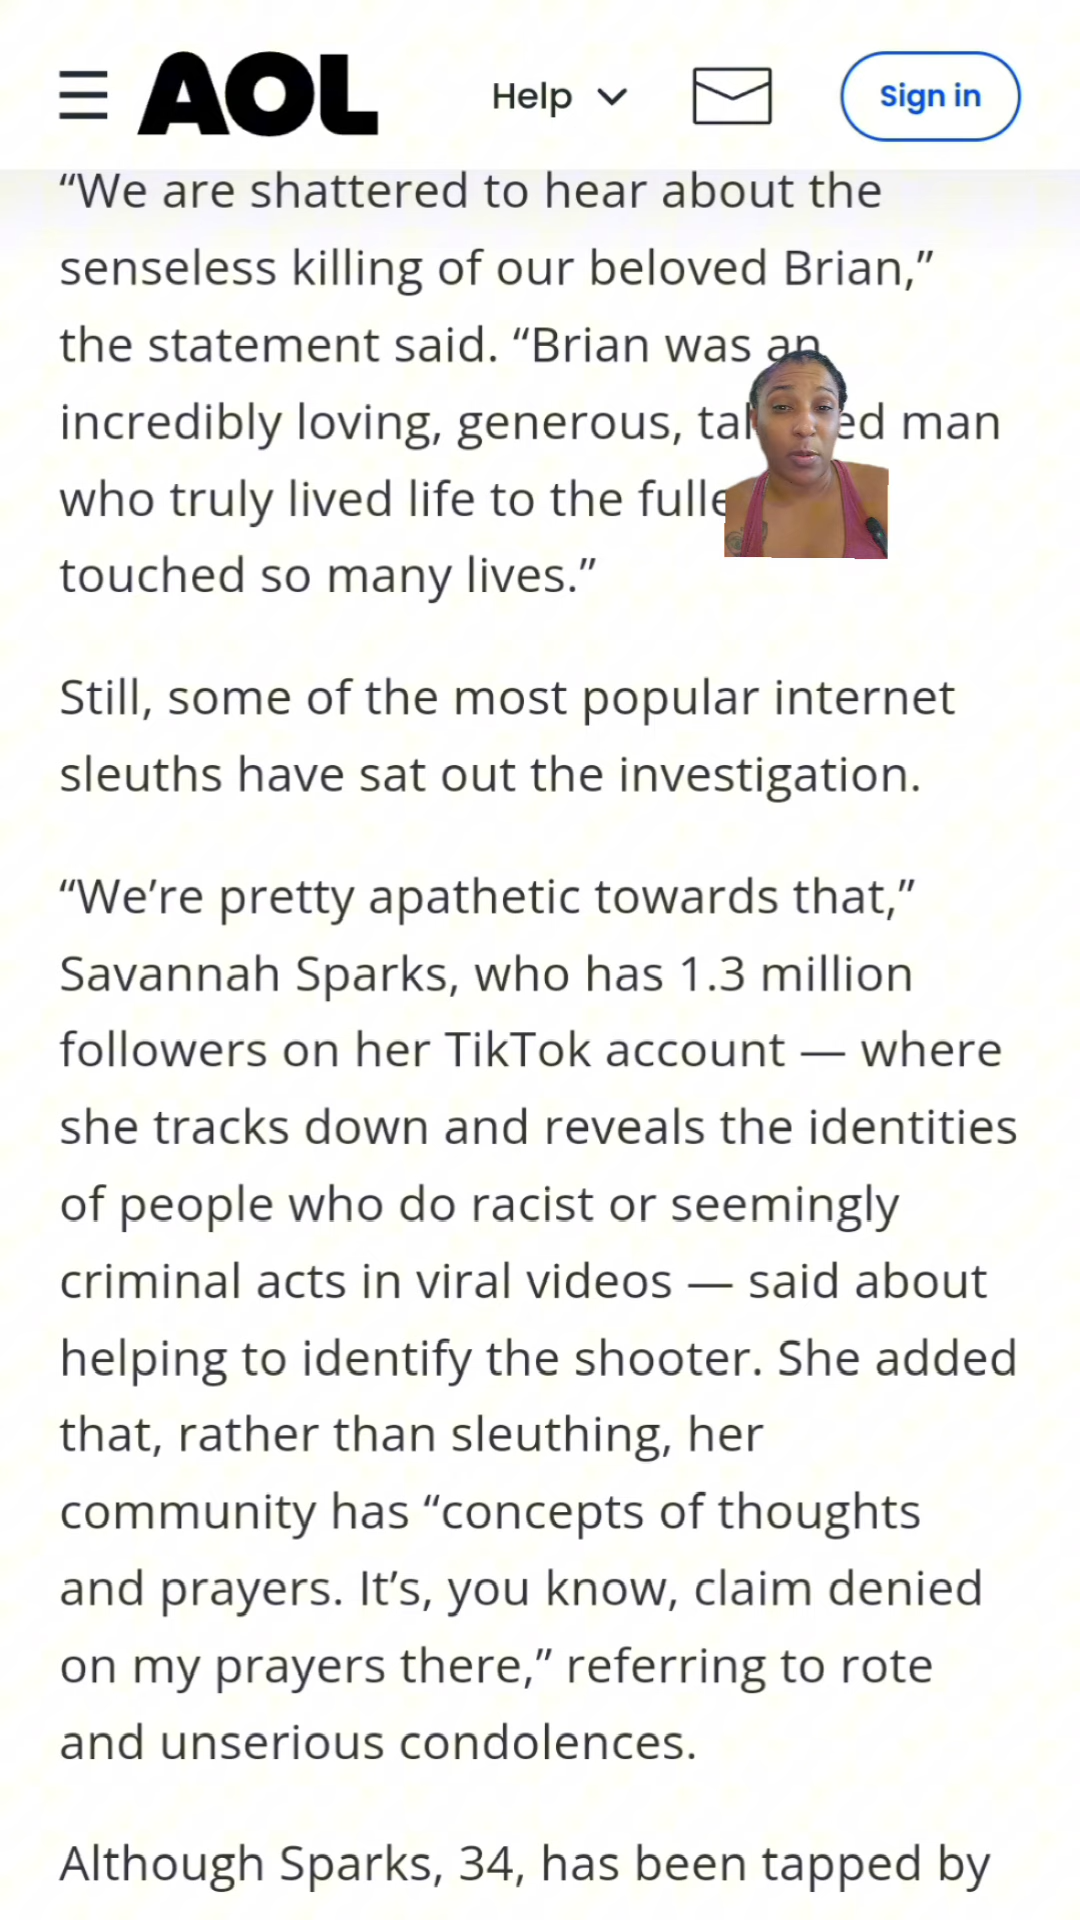 AOL
Help
Sign in
“We are shattered to hear about the
senseless killing of our beloved Brian,”
the statement said. “Brian was an
incredibly loving, generous, man
who truly lived life to the
touched so many lives.”
Still, some of the most popular internet
sleuths have sat out the investigation.
“We’re pretty apathetic towards that,”
Savannah Sparks, who has 1.3 million
followers on her TikTok account — where
she tracks down and reveals the identities
of people who do racist or seemingly
criminal acts in viral videos — said about
helping to identify the shooter. She added
that, rather than sleuthing, her
community has “concepts of thoughts
and prayers. It’s, you know, claim denied
on my prayers there,” referring to rote
and unserious condolences.
Although Sparks, 34, has been tapped by